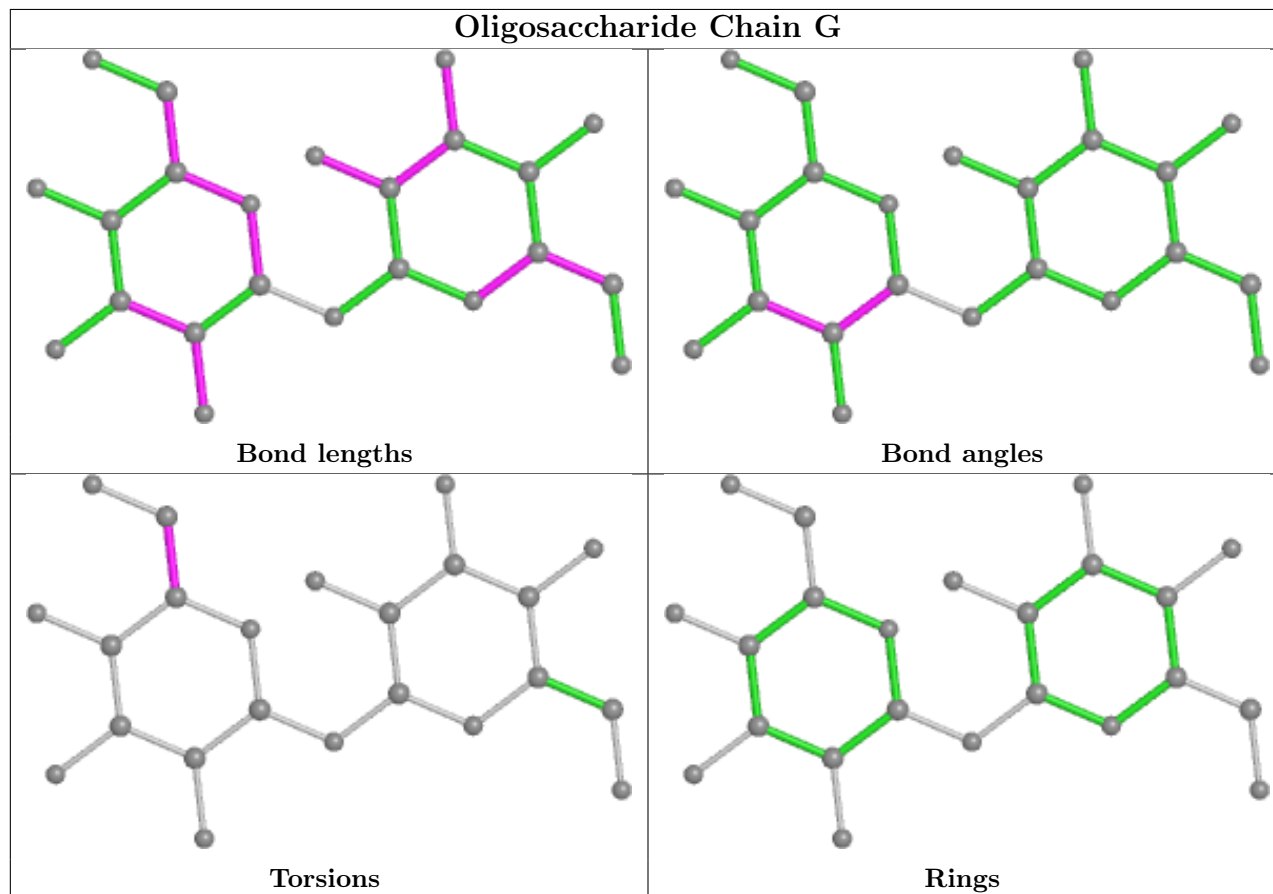 Oligosaccharide Chain G
Bond lengths
Bond angles
Torsions
Rings